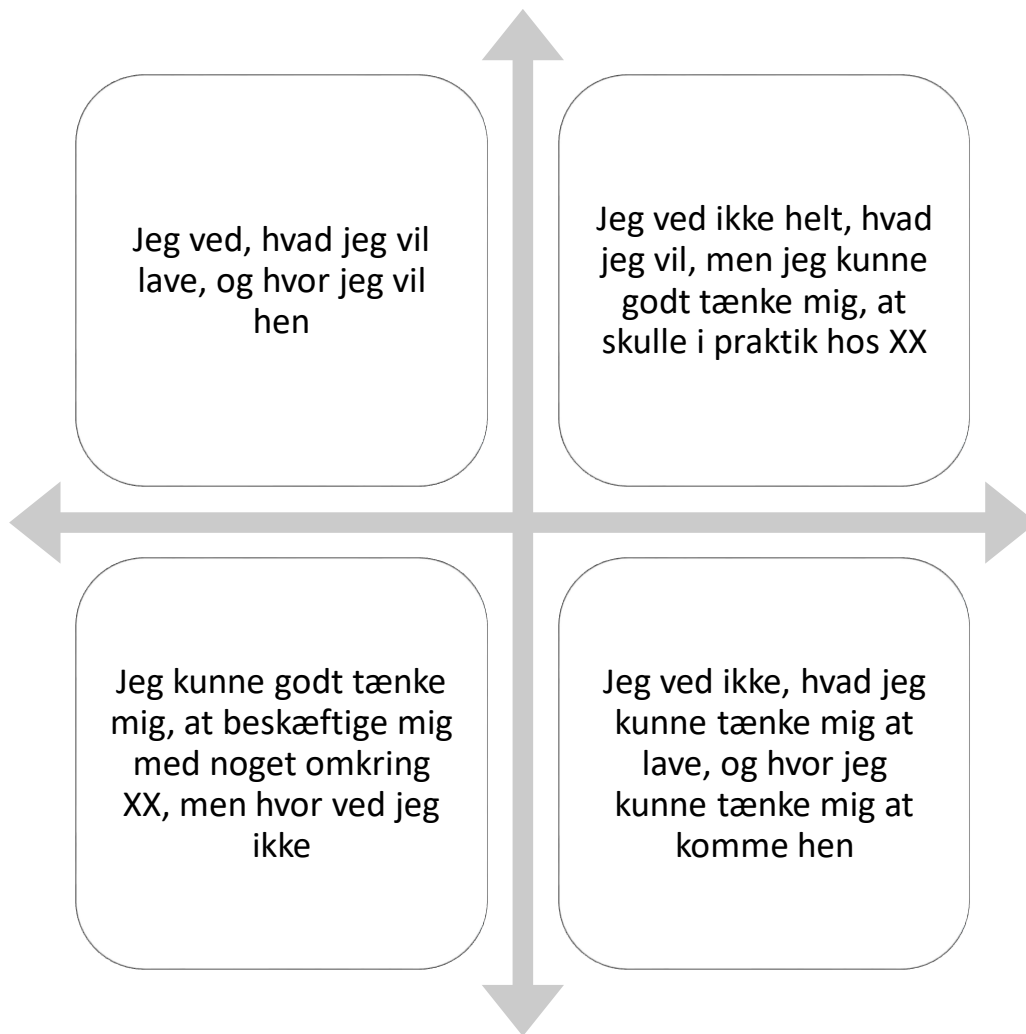 Jeg ved, hvad jeg vil
lave, og hvor jeg vil
hen
Jeg ved ikke helt, hvad
jeg vil, men jeg kunne
godt tænke mig, at
skulle i praktik hos XX
Jeg kunne godt tænke
mig, at beskæftige mig
med noget omkring
XX, men hvor ved jeg
ikke
Jeg ved ikke, hvad jeg
kunne tænke mig at
lave, og hvor jeg
kunne tænke mig at
komme hen